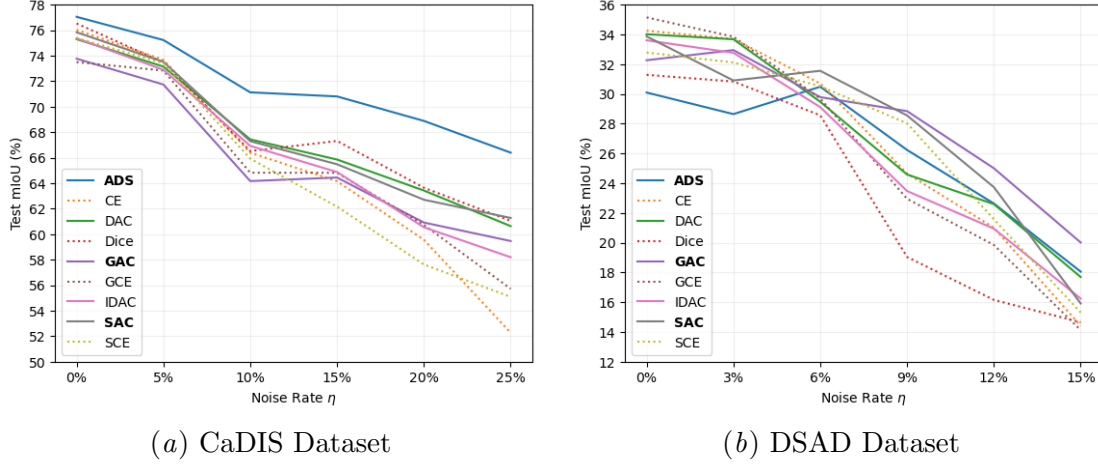 78
76
74
72
70
68
66
64
62
60
58
56
54
52
50
Test mIoU (%)
ADS
CE
DAC
Dice
GAC
GCE
IDAC
SAC
SCE
0% 5% 10% 15% 20% 25%
Noise Rate η
(a) CaDIS Dataset
36
34
32
30
28
26
24
22
20
18
16
14
12
Test mIoU (%)
ADS
CE
DAC
Dice
GAC
GCE
IDAC
SAC
SCE
0% 3% 6% 9% 12% 15%
Noise Rate η
(b) DSAD Dataset